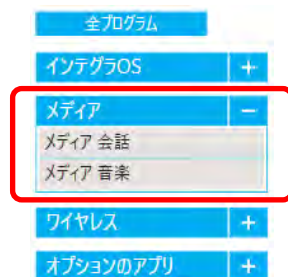 全プログラム
インテグラOS +
メディア −
メディア 会話
メディア 音楽
ワイヤレス +
オプションのアプリ +